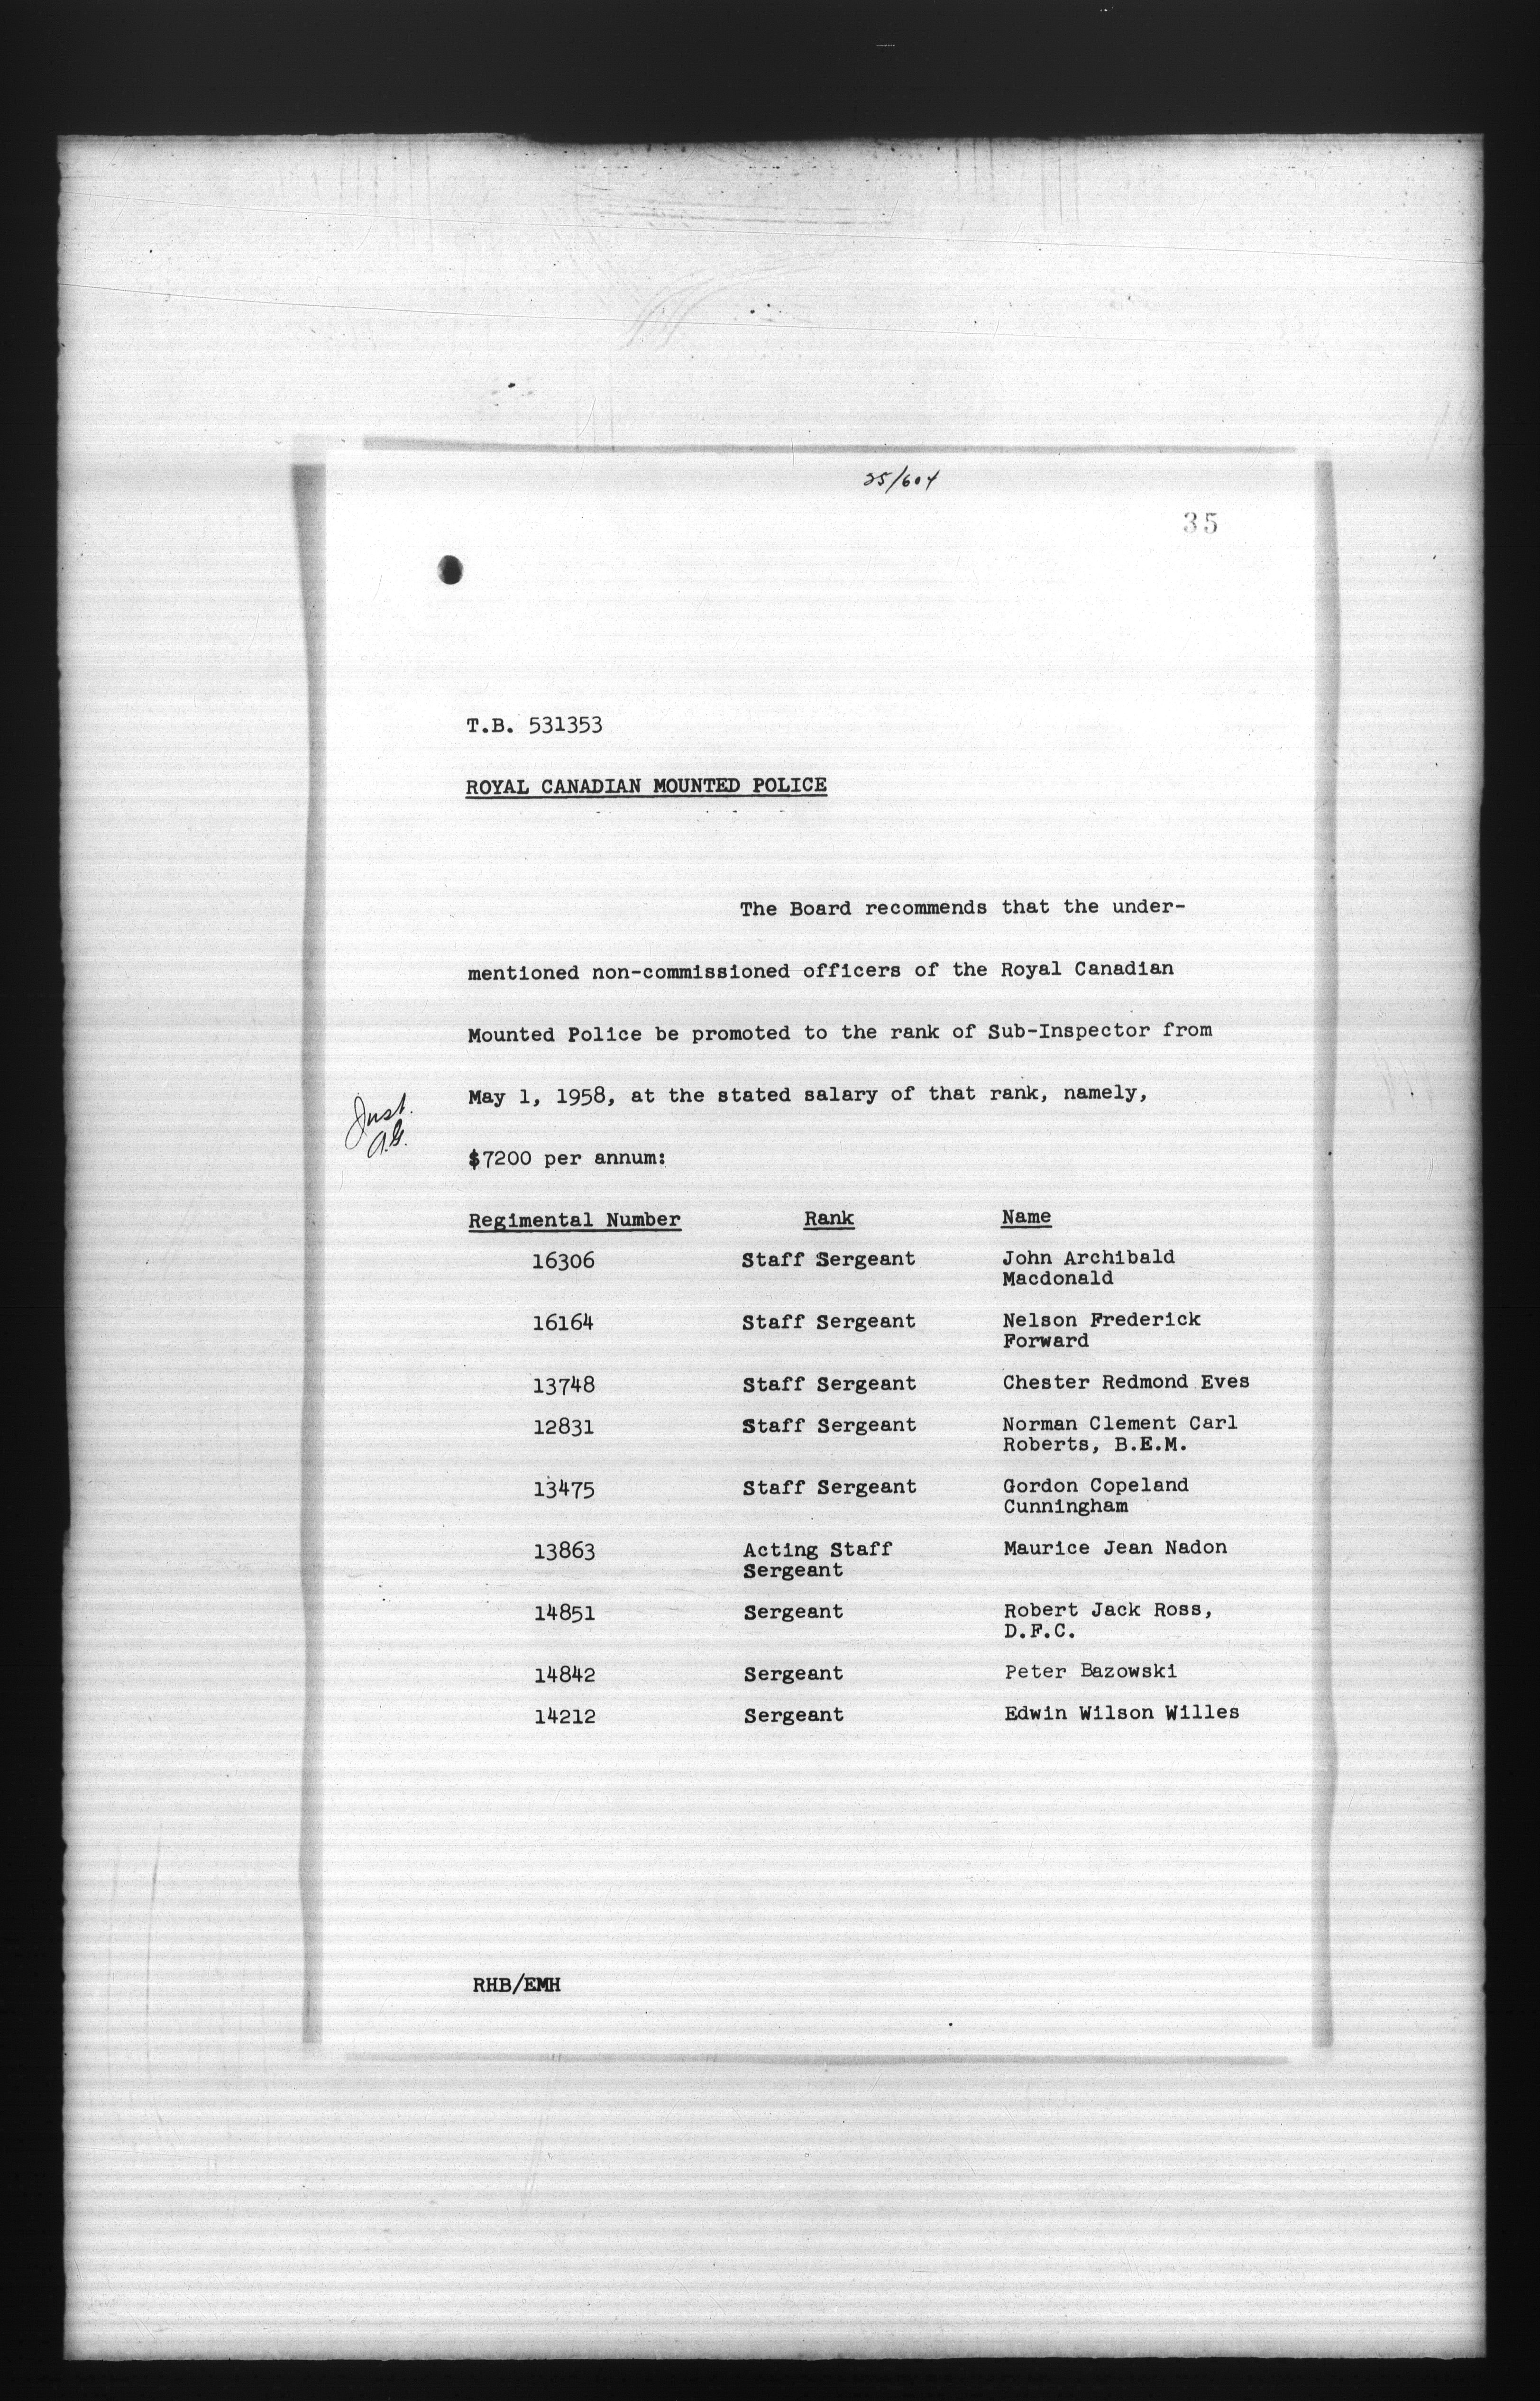 25/604
35
T.B. 531353
ROYAL CANADIAN MOUNTED POLICE
The Board recommends that the under-
mentioned non-commissioned officers of the Royal Canadian
Mounted Police be promoted to the rank of Sub-Inspector from
May 1, 1958, at the stated salary of that rank, namely,
Just.
A.G.
$7200 per annum:
Regimental Number Rank Name
16306 Staff Sergeant John Archibald
Macdonald
16164 Staff Sergeant Nelson Frederick
Forward
13748 Staff Sergeant Chester Redmond Eves
12831 Staff Sergeant Norman Clement Carl
Roberts, B.E.M.
13475 Staff Sergeant Gordon Copeland
Cunningham
13863 Acting Staff Maurice Jean Nadon
Sergeant
14851 Sergeant Robert Jack Ross,
D.F.C.
14842 Sergeant Peter Bazowski
14212 Sergeant Edwin Wilson Willes
RHB/EMH